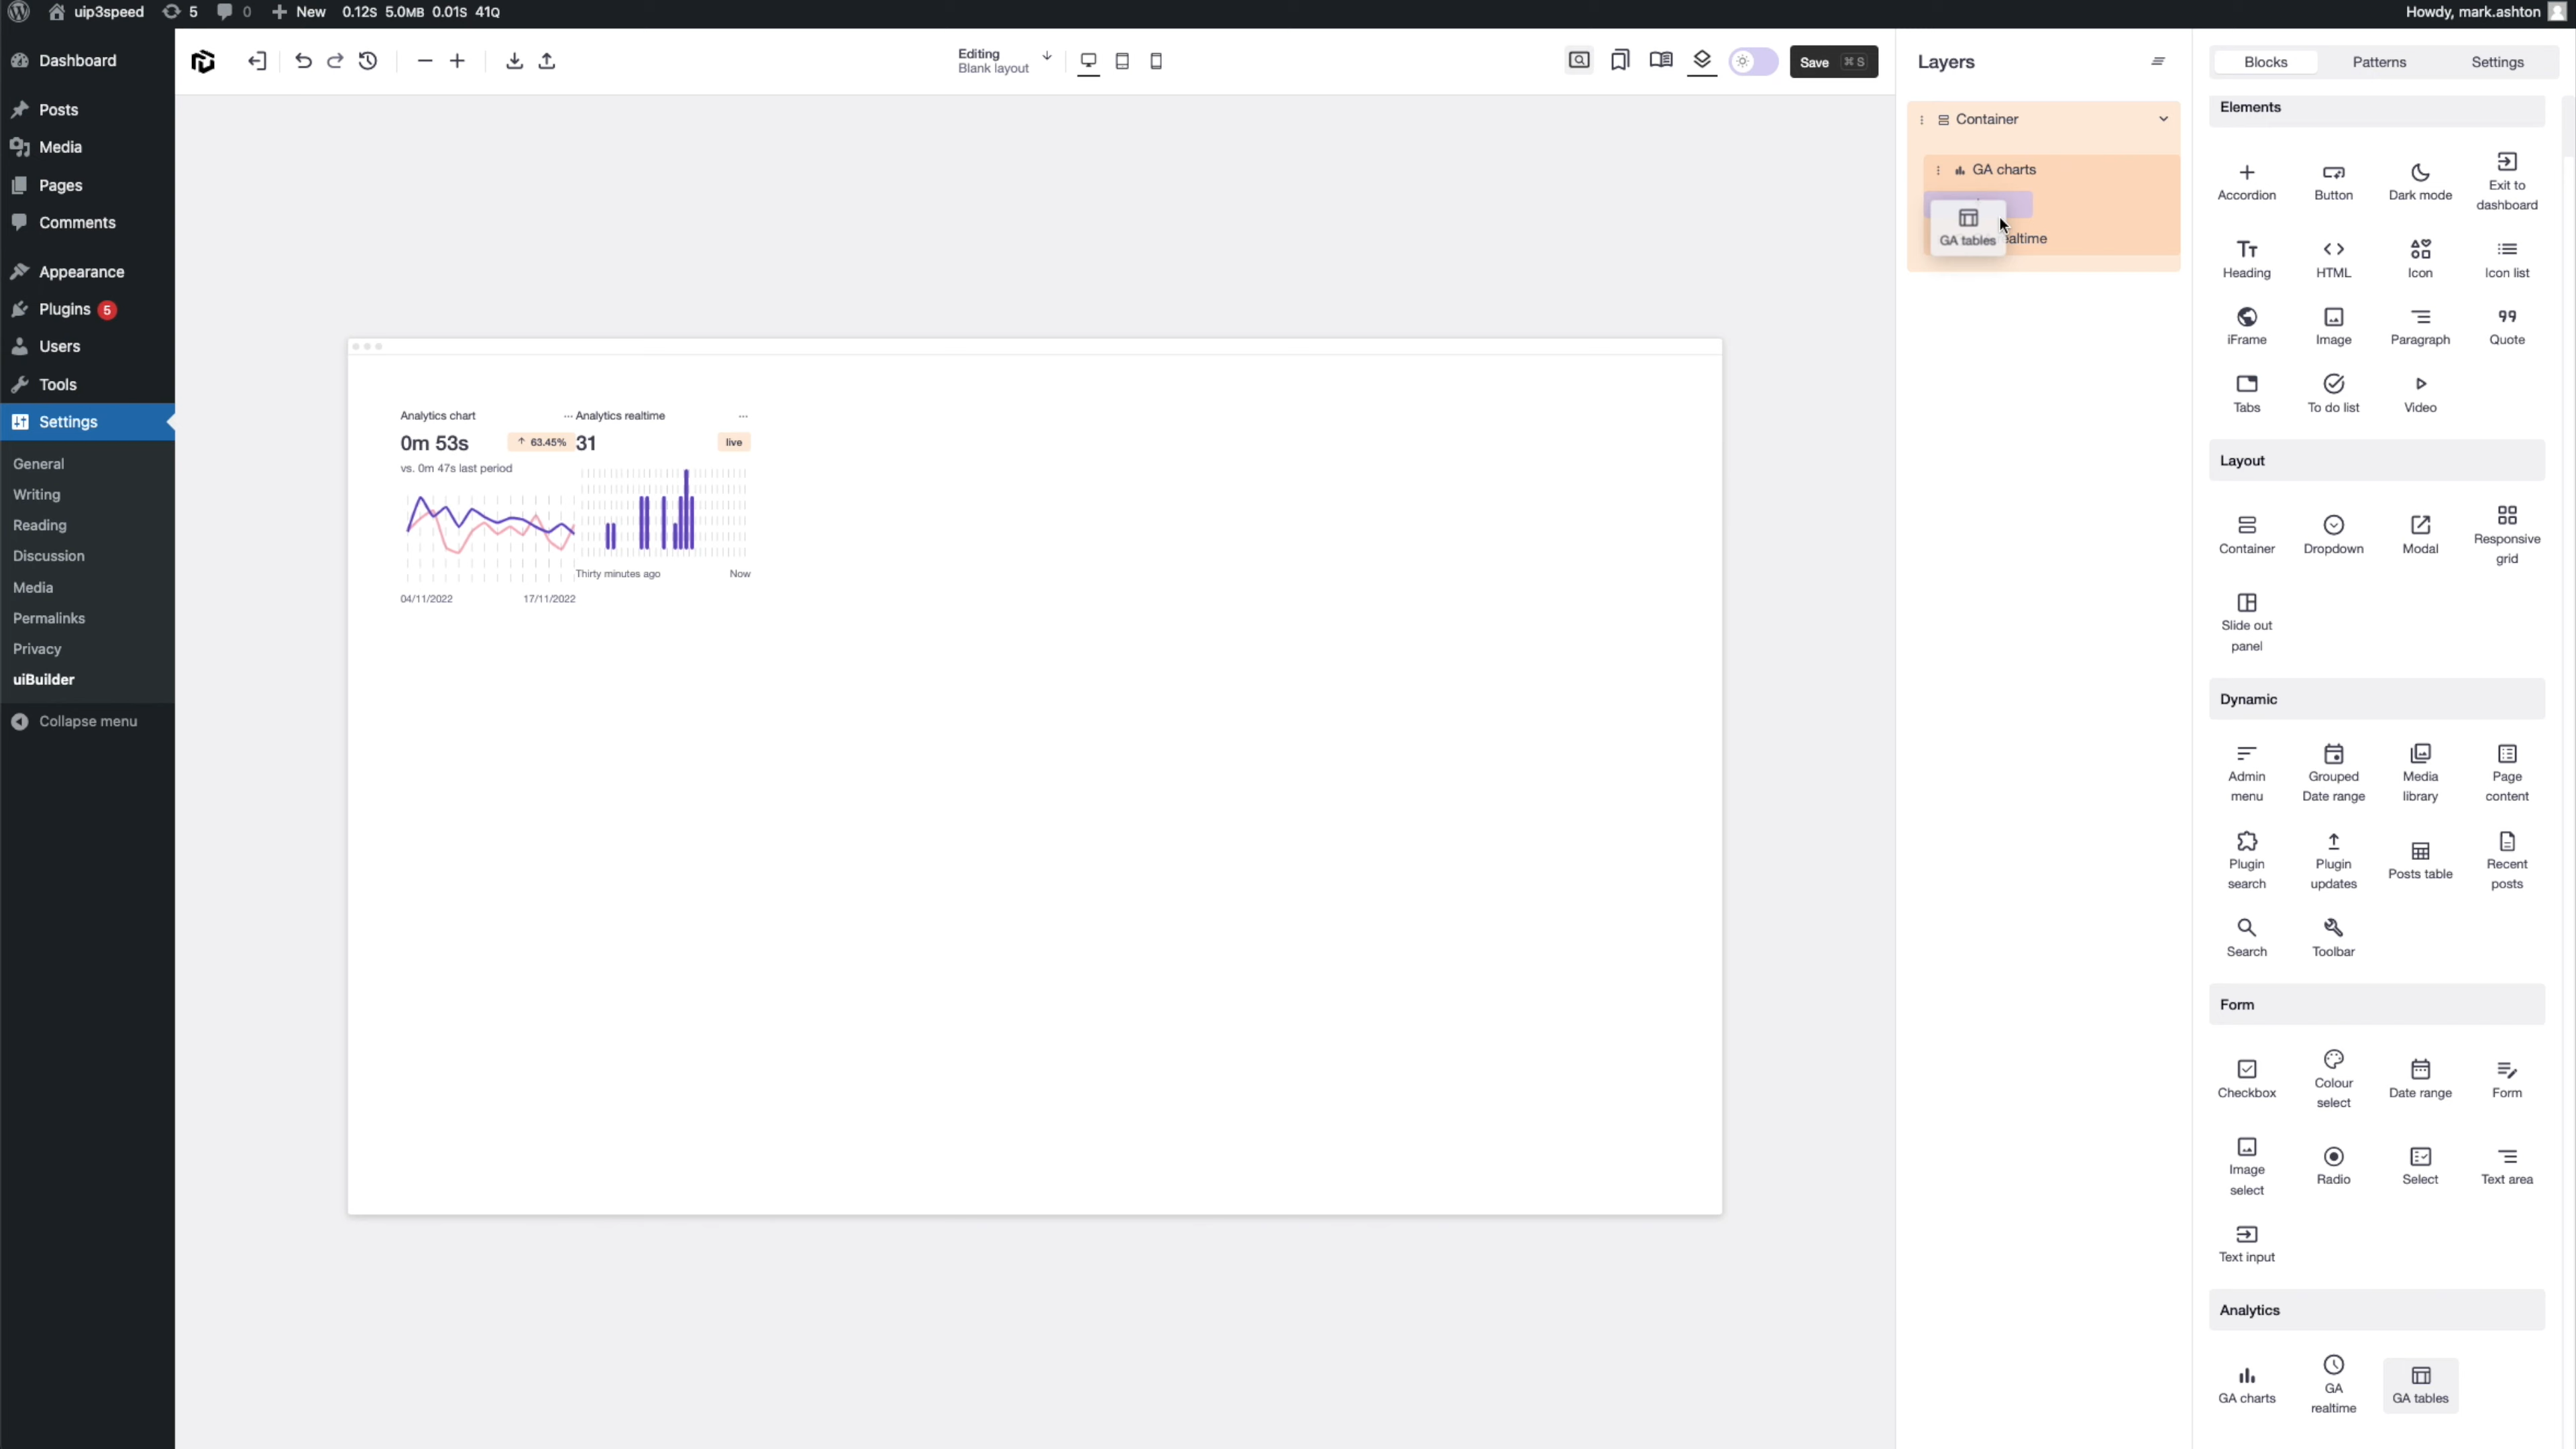 uip3speed 5 0 New 0.12S 5.0MB 0.01S 41Q
Howdy, mark.ashton
Dashboard
Posts
Media
Pages
Comments
Appearance
Plugins 5
Users
Tools
Settings
General
Writing
Reading
Discussion
Media
Permalinks
Privacy
uiBuilder
Collapse menu
Editing
Blank layout
Save ⌘ S
Analytics chart
0m 53s
63.45%
vs. 0m 47s last period
04/11/2022 17/11/2022
Analytics realtime
31
live
Thirty minutes ago Now
Layers
Container
GA charts
GA tables
ealtime
Blocks Patterns Settings
Elements
Accordion
Button
Dark mode
Exit to
dashboard
Heading
HTML
Icon
Icon list
iFrame
Image
Paragraph
Quote
Tabs
To do list
Video
Layout
Container
Dropdown
Modal
Responsive
grid
Slide out
panel
Dynamic
Admin
menu
Grouped
Date range
Media
library
Page
content
Plugin
search
Plugin
updates
Posts table
Recent
posts
Search
Toolbar
Form
Checkbox
Colour
select
Date range
Form
Image
select
Radio
Select
Text area
Text input
Analytics
GA charts
GA
realtime
GA tables